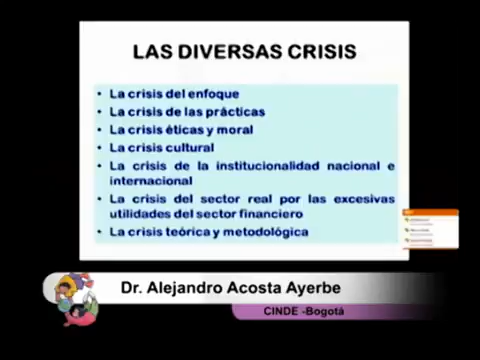 LAS DIVERSAS CRISIS
• La crisis del enfoque
• La crisis de las prácticas
• La crisis éticas y moral
• La crisis cultural
• La crisis de la institucionalidad nacional e
internacional
• La crisis del sector real por las excesivas
utilidades del sector financiero
• La crisis teórica y metodológica
Dr. Alejandro Acosta Ayerbe
CINDE -Bogotá